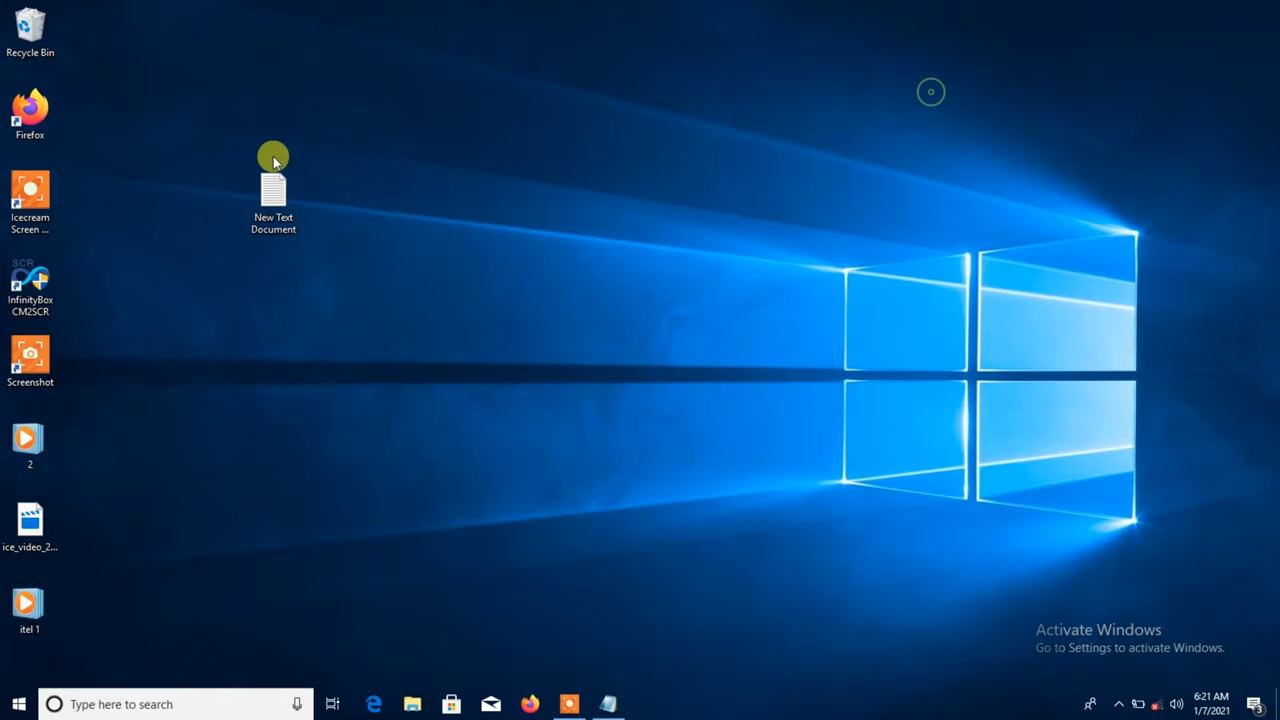 Recycle Bin
Firefox
Icecream
Screen ...
SCR
InfinityBox
CM2SCR
Screenshot
2
ice_video_2...
itel 1
New Text
Document
Activate Windows
Go to Settings to activate Windows.
Type here to search
6:21 AM
1/7/2021
3